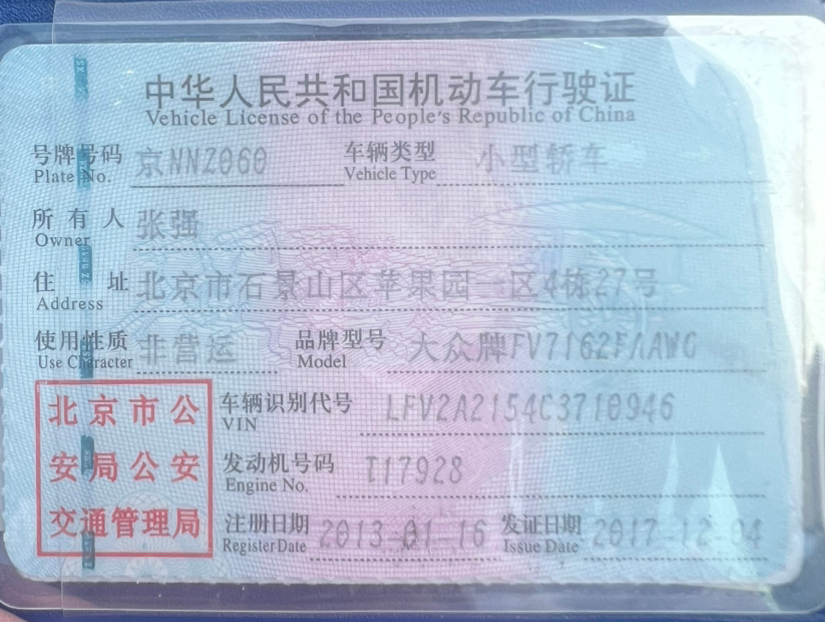 中华人民共和国机动车行驶证
Vehicle License of the People's Republic of China
号牌号码 京NNZ060 车辆类型 小型轿车
Plate No. Vehicle Type
所有人 张强
Owner
住址 北京市石景山区苹果园一区4栋27号
Address
使用性质 非营运 品牌型号 大众牌FV7162FAAWG
Use Character Model
北京市公
安局公安
交通管理局
车辆识别代号 LFV2A2154C3710946
VIN
发动机号码 T17928
Engine No.
注册日期 2013-01-16 发证日期 2017-12-04
Register Date Issue Date